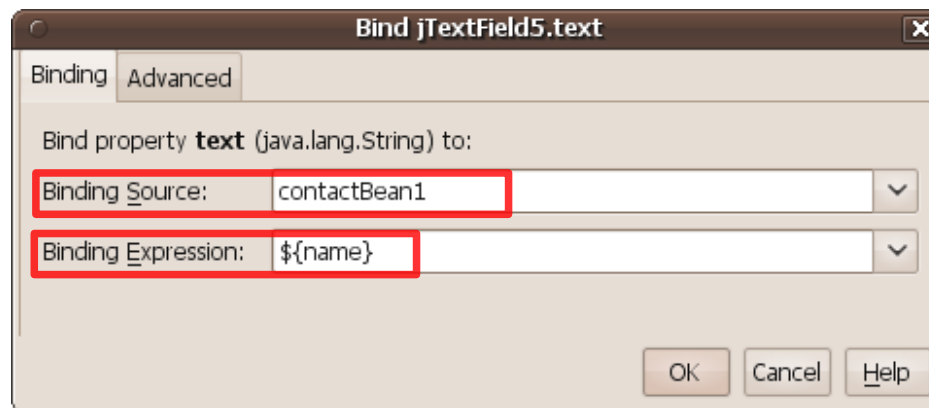 Bind jTextField5.text
Binding Advanced
Bind property text (java.lang.String) to:
Binding Source: contactBean1
Binding Expression: ${name}
OK Cancel Help